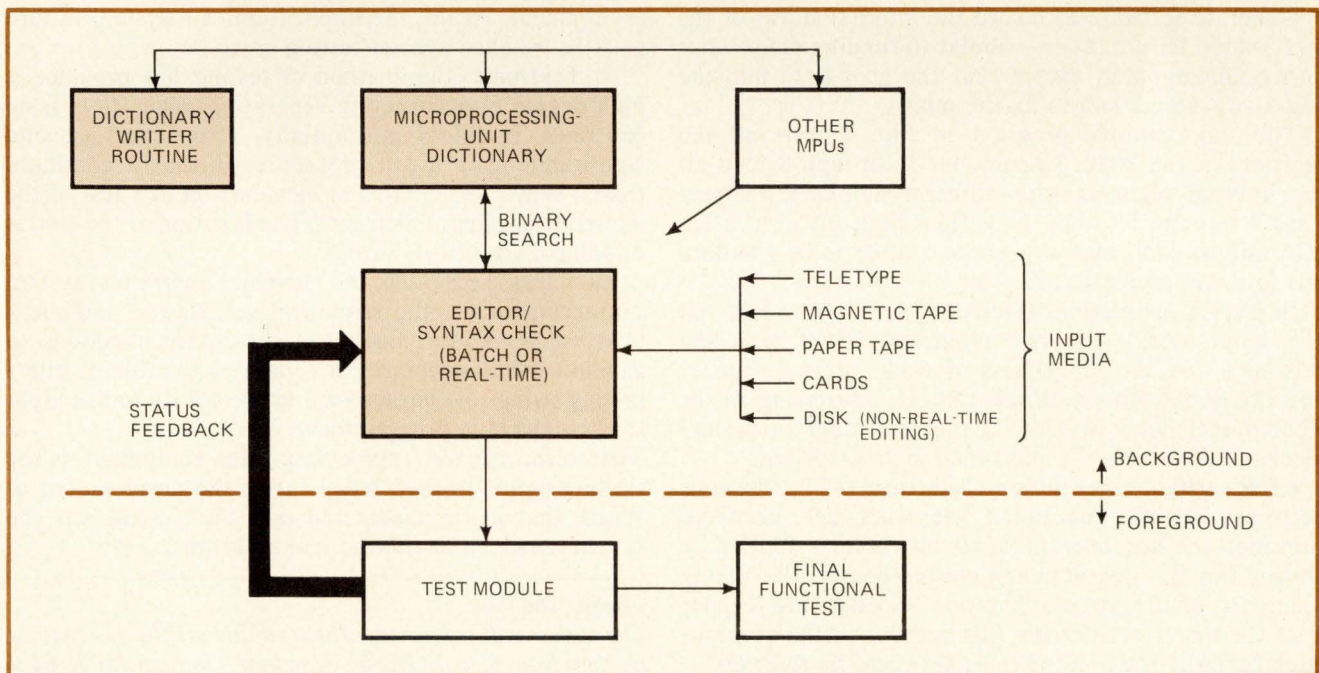 DICTIONARY
WRITER
ROUTINE
MICROPROCESSING-
UNIT
DICTIONARY
OTHER
MPUs
BINARY
SEARCH
EDITOR/
SYNTAX CHECK
(BATCH OR
REAL-TIME)
TELETYPE
MAGNETIC TAPE
PAPER TAPE
CARDS
DISK (NON-REAL-TIME
EDITING)
INPUT
MEDIA
STATUS
FEEDBACK
BACKGROUND
FOREGROUND
TEST MODULE
FINAL
FUNCTIONAL
TEST